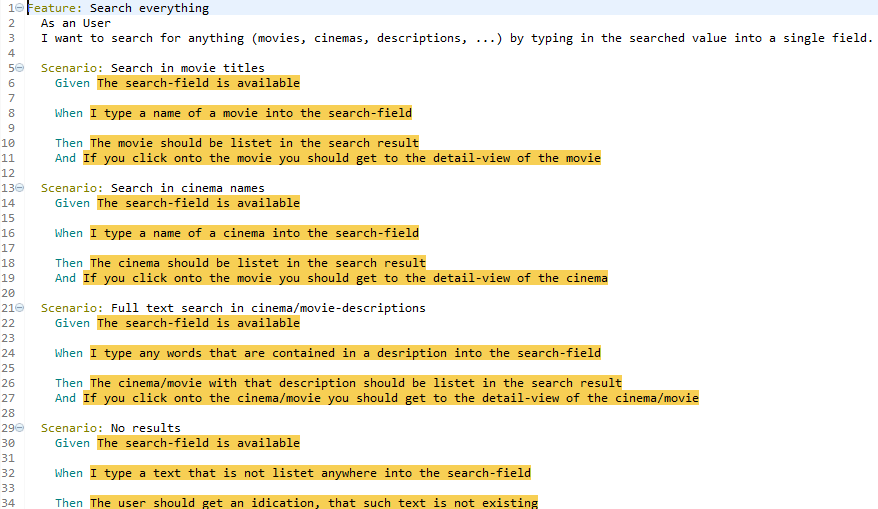 1 Feature: Search everything
2 As an User
3 I want to search for anything (movies, cinemas, descriptions, ...) by typing in the searched value into a single field.
4
5 Scenario: Search in movie titles
6 Given The search-field is available
7
8 When I type a name of a movie into the search-field
9
10 Then The movie should be listet in the search result
11 And If you click onto the movie you should get to the detail-view of the movie
12
13 Scenario: Search in cinema names
14 Given The search-field is available
15
16 When I type a name of a cinema into the search-field
17
18 Then The cinema should be listet in the search result
19 And If you click onto the movie you should get to the detail-view of the cinema
20
21 Scenario: Full text search in cinema/movie-descriptions
22 Given The search-field is available
23
24 When I type any words that are contained in a desription into the search-field
25
26 Then The cinema/movie with that description should be listet in the search result
27 And If you click onto the cinema/movie you should get to the detail-view of the cinema/movie
28
29 Scenario: No results
30 Given The search-field is available
31
32 When I type a text that is not listet anywhere into the search-field
33
34 Then The user should get an idication, that such text is not existing